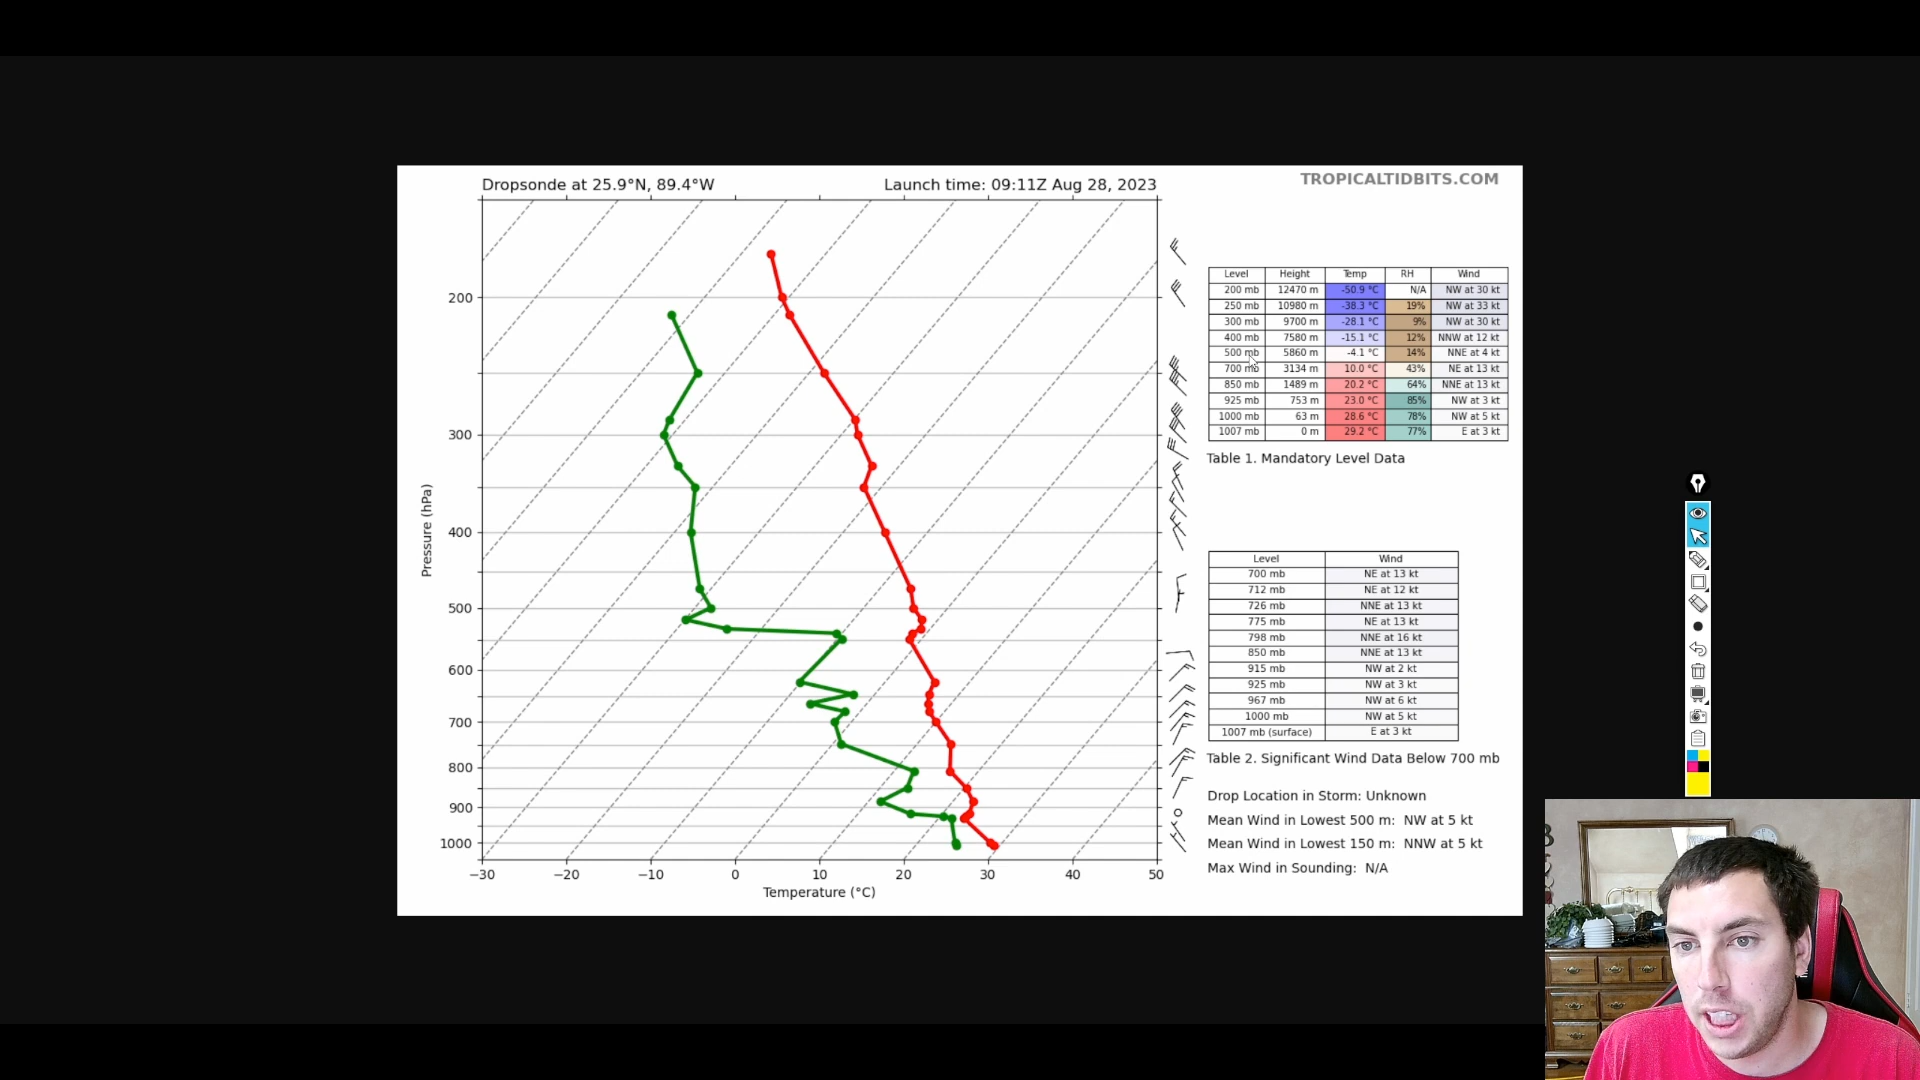 Dropsonde at 25.9°N, 89.4°W
Launch time: 09:11Z Aug 28, 2023
TROPICALTIDBITS.COM
Pressure (hPa)
200
300
400
500
600
700
800
900
1000
−30 −20 −10 0 10 20 30 40 50
Temperature (°C)
Level Height Temp RH Wind
200 mb 12470 m -50.9 °C N/A NW at 30 kt
250 mb 10980 m -38.3 °C 19% NW at 33 kt
300 mb 9700 m -28.1 °C 9% NW at 30 kt
400 mb 7580 m -15.1 °C 12% NNW at 12 kt
500 mb 5860 m -4.1 °C 14% NNE at 4 kt
700 mb 3134 m 10.0 °C 43% NE at 13 kt
850 mb 1489 m 20.2 °C 64% NNE at 13 kt
925 mb 753 m 23.0 °C 85% NW at 3 kt
1000 mb 63 m 28.6 °C 78% NW at 5 kt
1007 mb 0 m 29.2 °C 77% E at 3 kt
Table 1. Mandatory Level Data
Level Wind
700 mb NE at 13 kt
712 mb NE at 12 kt
726 mb NNE at 13 kt
775 mb NE at 13 kt
798 mb NNE at 16 kt
850 mb NNE at 13 kt
915 mb NW at 2 kt
925 mb NW at 3 kt
967 mb NW at 6 kt
1000 mb NW at 5 kt
1007 mb (surface) E at 3 kt
Table 2. Significant Wind Data Below 700 mb
Drop Location in Storm: Unknown
Mean Wind in Lowest 500 m: NW at 5 kt
Mean Wind in Lowest 150 m: NNW at 5 kt
Max Wind in Sounding: N/A